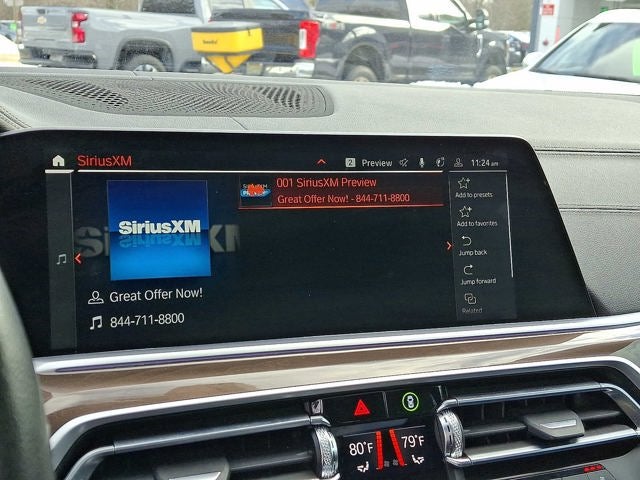 SiriusXM
2 Preview 11:24 am
SiriusXM
001 SiriusXM Preview
Great Offer Now! - 844-711-8800
Great Offer Now!
844-711-8800
Add to presets
Add to favorites
Jump back
Jump forward
Related
80°F
79°F